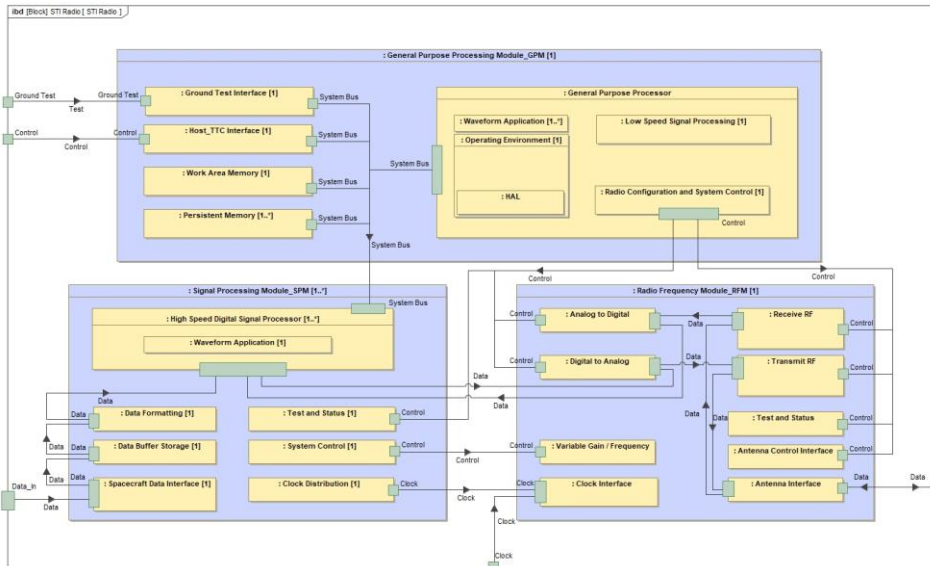 ibd [Block] STI Radio [ STI Radio ]
: General Purpose Processing Module_GPM [1]
Ground Test
Test
Ground Test
: Ground Test Interface [1]
System Bus
Control
Control
Control
: Host_TTC Interface [1]
System Bus
: Work Area Memory [1]
System Bus
: Persistent Memory [1..*]
System Bus
System Bus
System Bus
: General Purpose Processor
: Waveform Application [1..*]
: Operating Environment [1]
: HAL
: Low Speed Signal Processing [1]
: Radio Configuration and System Control [1]
Control
Control
Control
: Signal Processing Module_SPM [1..*]
System Bus
: High Speed Digital Signal Processor [1..*]
: Waveform Application [1]
Data
Data
Data
Data
: Data Formatting [1]
Data
Data
: Data Buffer Storage [1]
Data
Data
: Spacecraft Data Interface [1]
Data_In
Data
: Test and Status [1]
Control
: System Control [1]
Control
Control
: Clock Distribution [1]
Clock
Clock
: Radio Frequency Module_RFM [1]
Control
: Analog to Digital
Data
: Receive RF
Control
Control
: Digital to Analog
Data
: Transmit RF
Control
Data
Data
: Test and Status
Control
Control
: Variable Gain / Frequency
: Antenna Control Interface
Control
Clock
: Clock Interface
: Antenna Interface
Data
Data
Clock
Clock